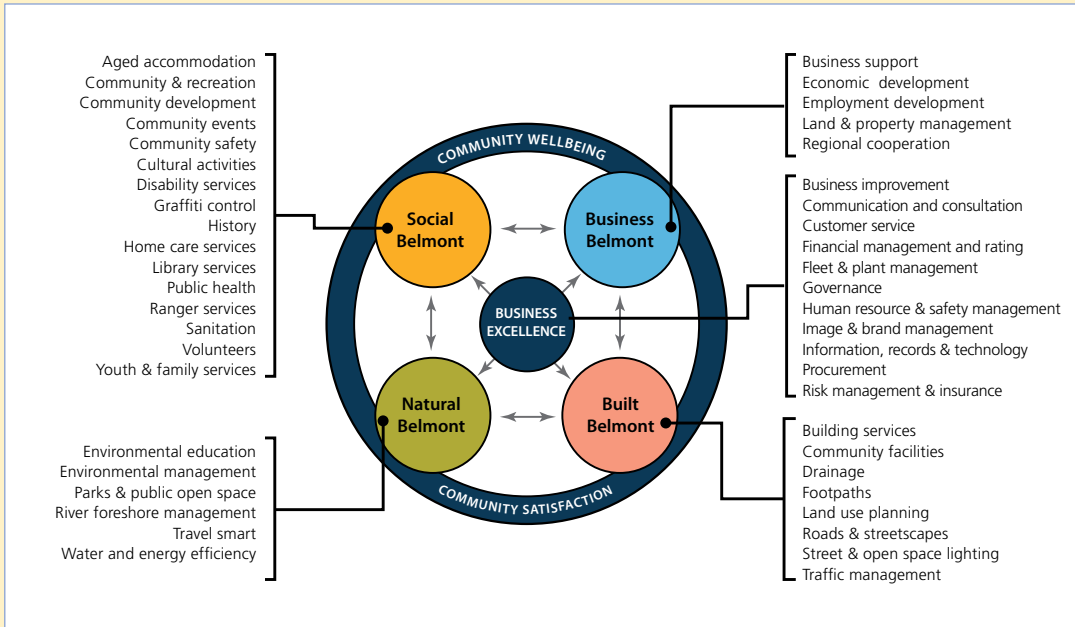 Aged accommodation
Community & recreation
Community development
Community events
Community safety
Cultural activities
Disability services
Graffiti control
History
Home care services
Library services
Public health
Ranger services
Sanitation
Volunteers
Youth & family services
Environmental education
Environmental management
Parks & public open space
River foreshore management
Travel smart
Water and energy efficiency
COMMUNITY WELLBEING
Social
Belmont
Business
Belmont
BUSINESS
EXCELLENCE
Natural
Belmont
Built
Belmont
COMMUNITY SATISFACTION
Business support
Economic development
Employment development
Land & property management
Regional cooperation
Business improvement
Communication and consultation
Customer service
Financial management and rating
Fleet & plant management
Governance
Human resource & safety management
Image & brand management
Information, records & technology
Procurement
Risk management & insurance
Building services
Community facilities
Drainage
Footpaths
Land use planning
Roads & streetscapes
Street & open space lighting
Traffic management